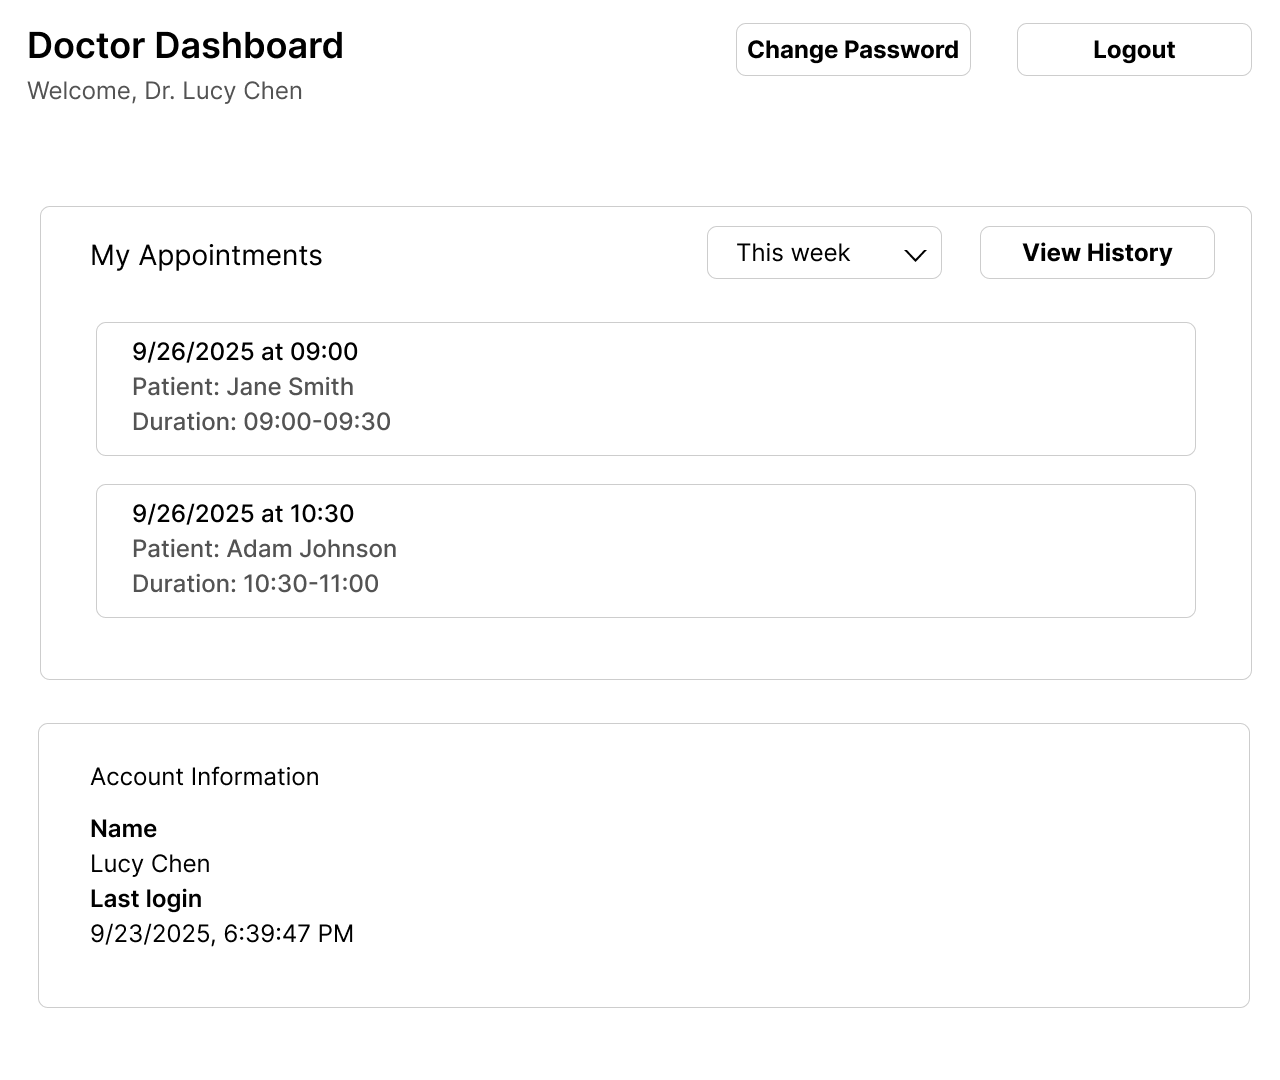 Doctor Dashboard
Change Password
Logout
Welcome, Dr. Lucy Chen
My Appointments
This week
View History
9/26/2025 at 09:00
Patient: Jane Smith
Duration: 09:00-09:30
9/26/2025 at 10:30
Patient: Adam Johnson
Duration: 10:30-11:00
Account Information
Name
Lucy Chen
Last login
9/23/2025, 6:39:47 PM